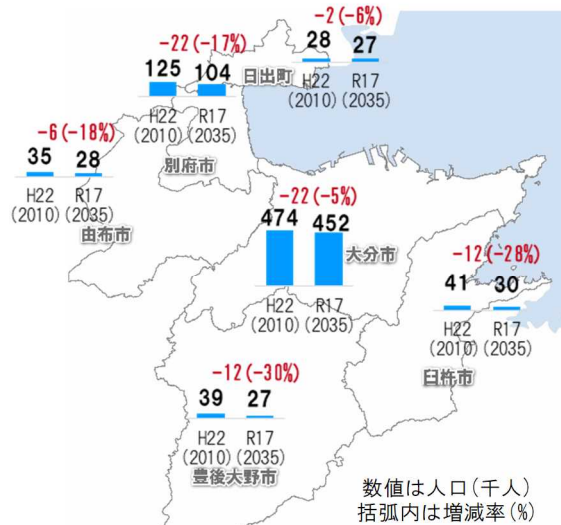 -2(-6%)
28 27
日出町
H22 R17
(2010)(2035)
-22(-17%)
125 104
H22 R17
(2010)(2035)
別府市
-6(-18%)
35 28
H22 R17
(2010)(2035)
由布市
-22(-5%)
474 452
大分市
H22 R17
(2010)(2035)
-12(-28%)
41 30
H22 R17
(2010)(2035)
臼杵市
-12(-30%)
39 27
H22 R17
(2010)(2035)
豊後大野市
数値は人口(千人)
括弧内は増減率(%)